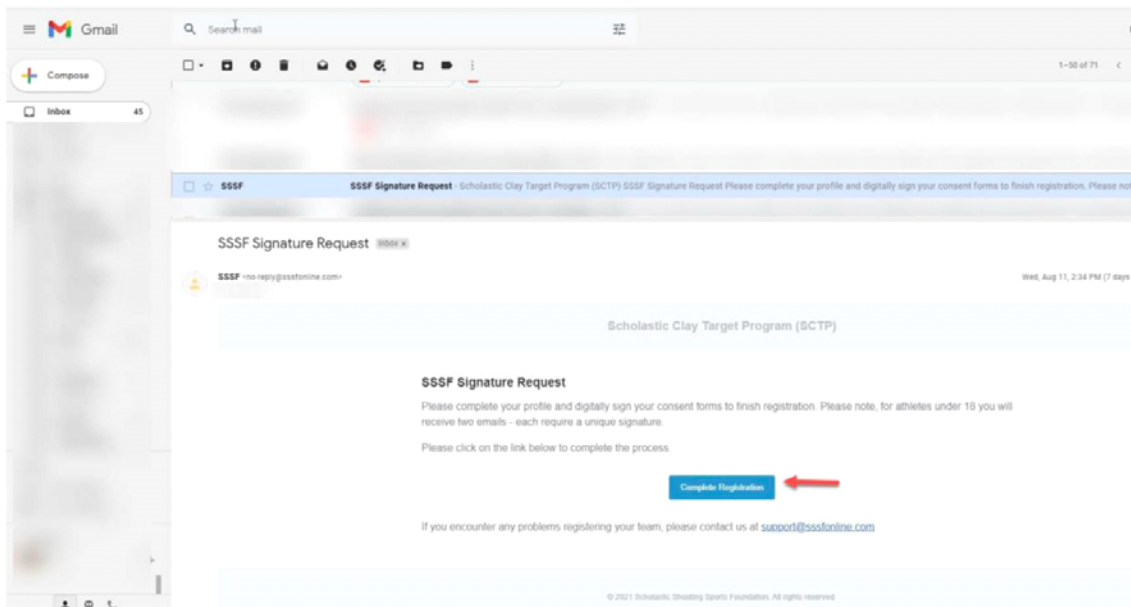 Gmail
Search mail
Compose
1–50 of 71
Inbox 45
SSSF SSSF Signature Request - Scholastic Clay Target Program (SCTP) SSSF Signature Request Please complete your profile and digitally sign your consent forms to finish registration. Please not
SSSF Signature Request Inbox x
SSSF <no-reply@sssfonline.com>
Wed, Aug 11, 2:34 PM (7 days
Scholastic Clay Target Program (SCTP)
SSSF Signature Request
Please complete your profile and digitally sign your consent forms to finish registration. Please note, for athletes under 18 you will
receive two emails - each require a unique signature.
Please click on the link below to complete the process
Complete Registration
If you encounter any problems registering your team, please contact us at support@sssfonline.com
© 2021 Scholastic Shooting Sports Foundation. All rights reserved